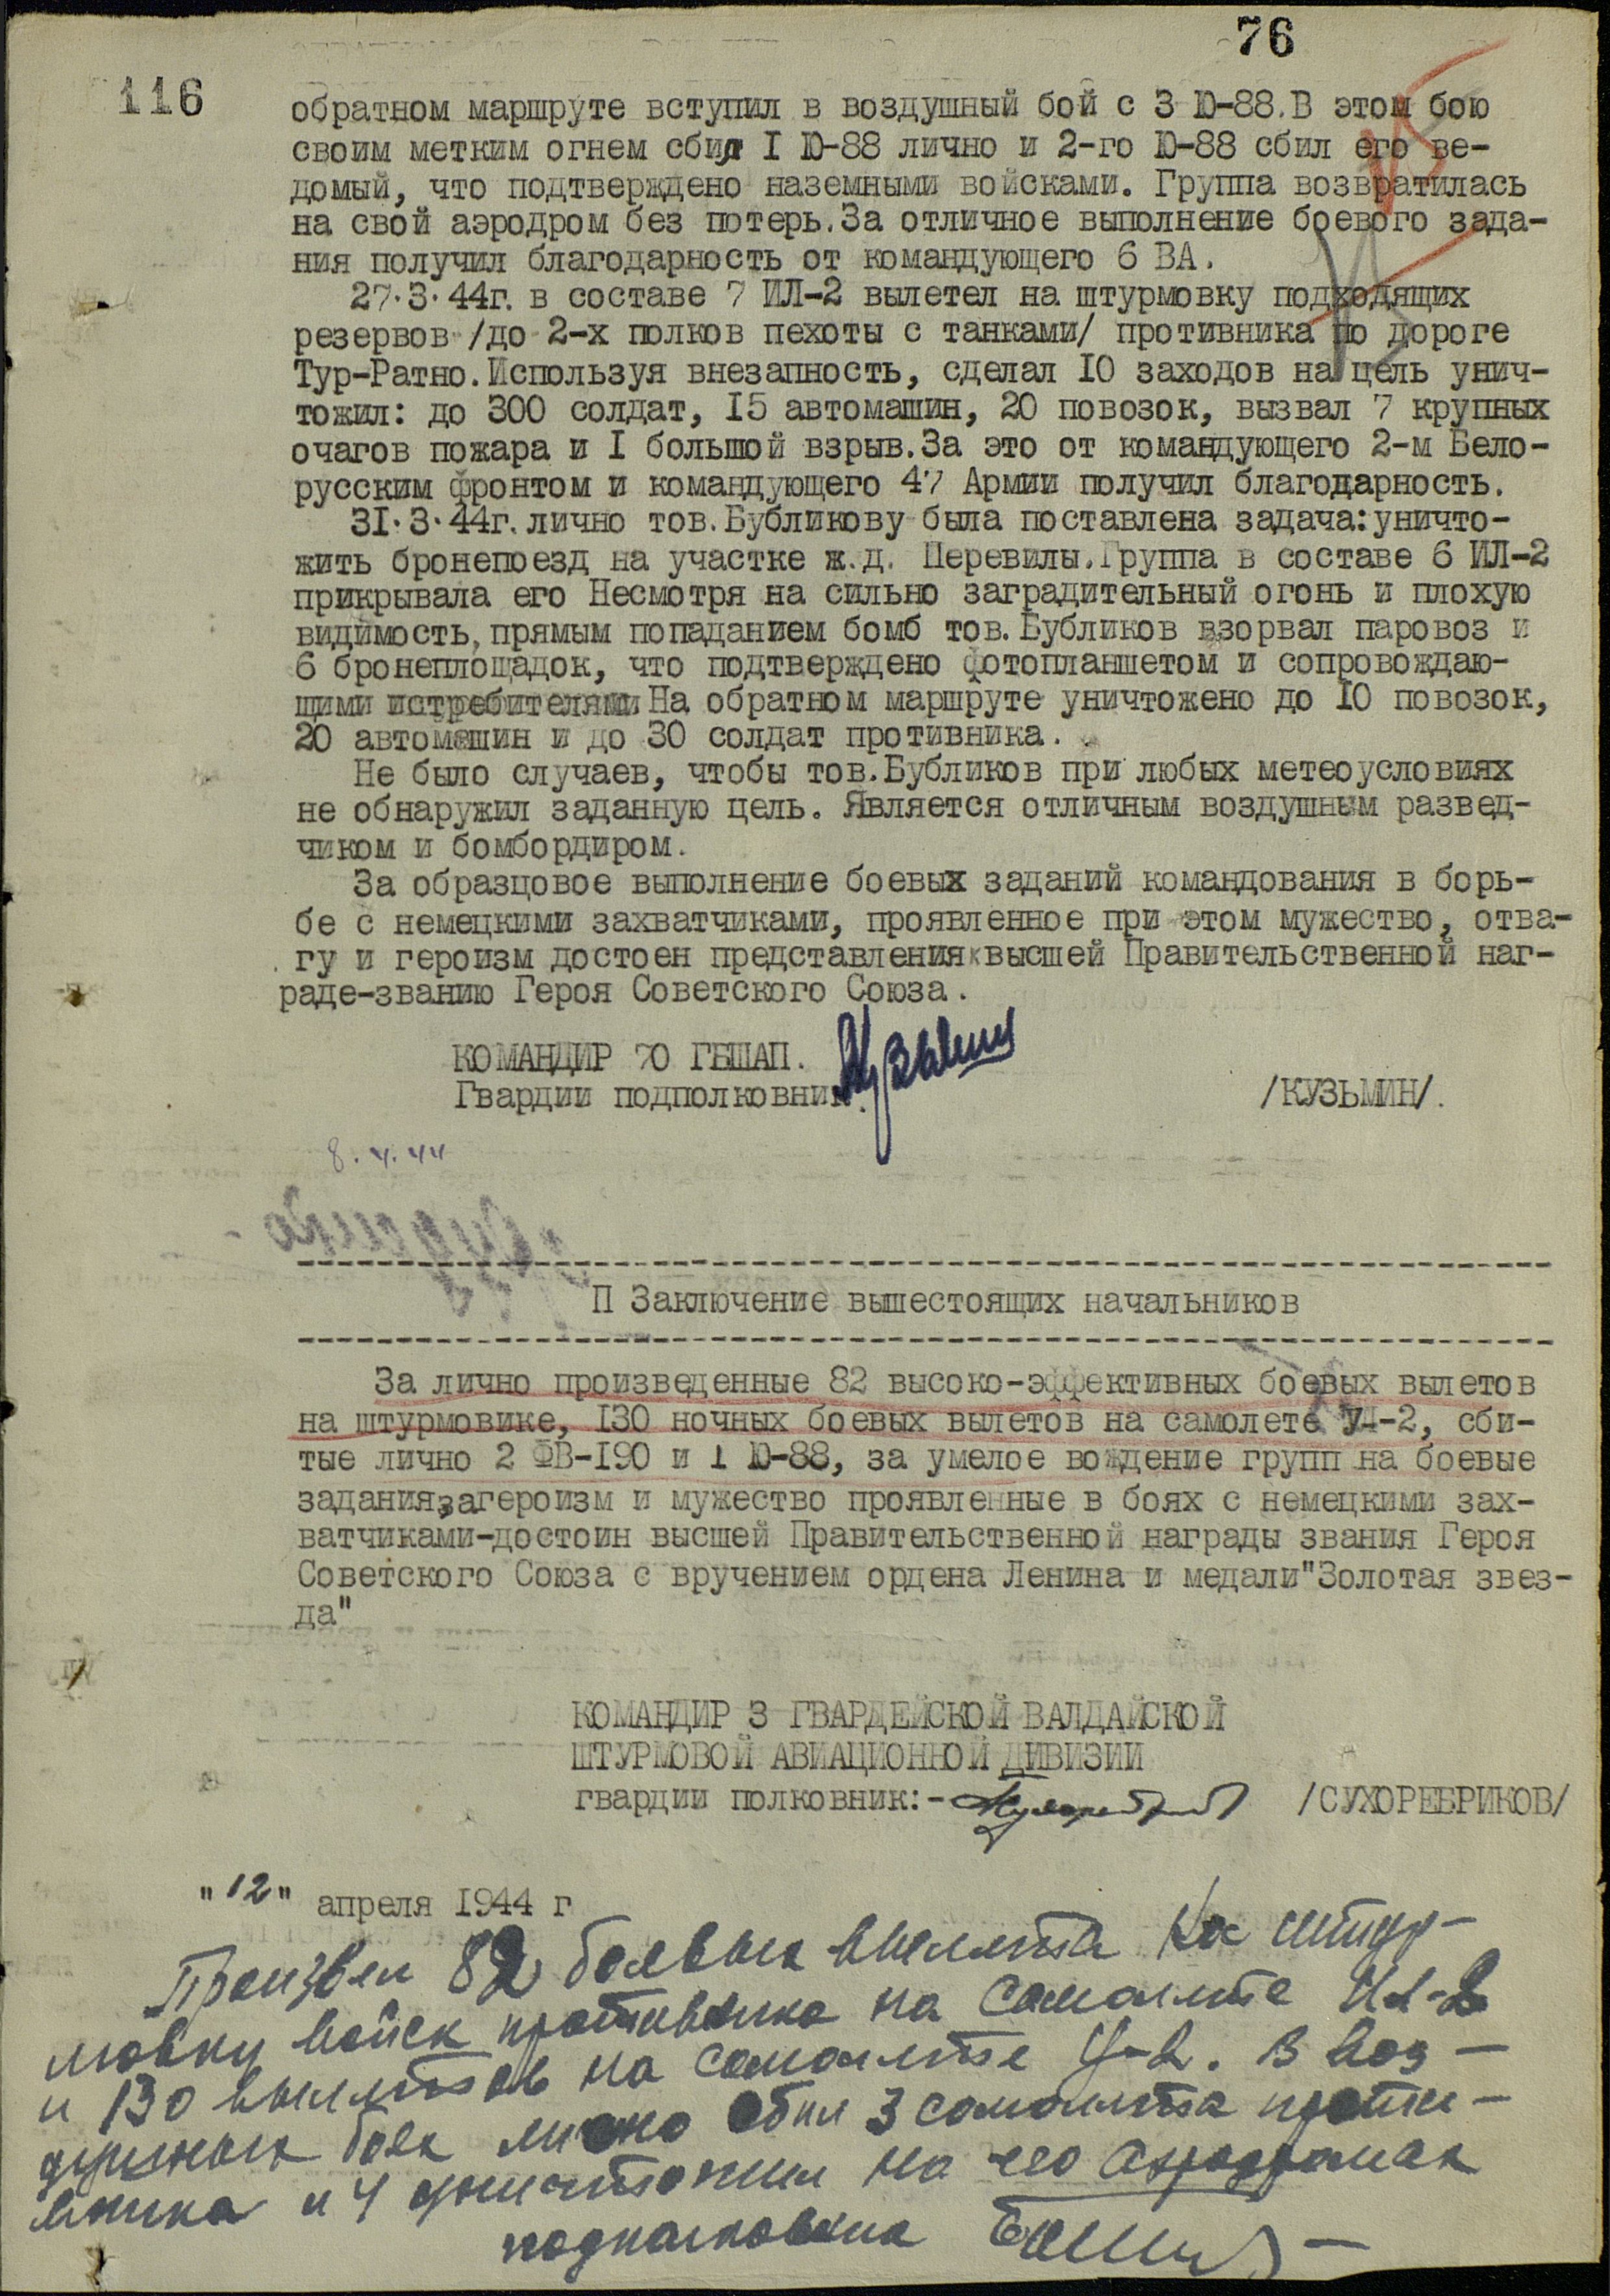 76
116
обратном маршруте вступил в воздушный бой с 3 Ю-88.В этом бою
своим метким огнем сбил I Ю-88 лично и 2-го Ю-88 сбил его ве-
домый, что подтверждено наземными войсками. Группа возвратилась
на свой аэродром без потерь.За отличное выполнение боевого зада-
ния получил благодарность от командующего 6 ВА.
27.3.44г. в составе 7 ИЛ-2 вылетел на штурмовку подходящих
резервов /до 2-х полков пехоты с танками/ противника по дороге
Тур-Ратно.Используя внезапность, сделал IO заходов на цель унич-
тожил: до 300 солдат, I5 автомашин, 20 повозок, вызвал 7 крупных
очагов пожара и I большой взрыв.За это от командующего 2-м Бело-
русским фронтом и командующего 47 Армии получил благодарность.
3I.3.44г.лично тов.Бубликову была поставлена задача:уничто-
жить бронепоезд на участке ж.д. Перевилы.Группа в составе 6 ИЛ-2
прикрывала его Несмотря на сильно заградительный огонь и плохую
видимость,прямым попаданием бомб тов.Бубликов взорвал паровоз и
6 бронеплощадок, что подтверждено фотопланшетом и сопровождаю-
щими истребителями На обратном маршруте уничтожено до IO повозок,
20 автомашин и до 30 солдат противника.
Не было случаев, чтобы тов.Бубликов при любых метеоусловиях
не обнаружил заданную цель. Является отличным воздушным развед-
чиком и бомбордиром.
За образцовое выполнение боевых заданий командования в борь-
бе с немецкими захватчиками, проявленное при этом мужество, отва-
гу и героизм достоен представления к высшей Правительственной наг-
раде-званию Героя Советского Союза.
КОМАНДИР 70 ГБШАП.
Гвардии подполковник. /КУЗЬМИН/.
8.4.44
П Заключение вышестоящих начальников
За лично произведенные 82 высоко-эффективных боевых вылетов
на штурмовике, I30 ночных боевых вылетов на самолете У-2, сби-
тые лично 2 ФВ-I90 и 1 Ю-88, за умелое вождение групп на боевые
задания,за героизм и мужество проявленные в боях с немецкими зах-
ватчиками-достоин высшей Правительственной награды звания Героя
Советского Союза с вручением ордена Ленина и медали"Золотая звез-
да"
КОМАНДИР 3 ГВАРДЕЙСКОЙ ВАЛДАЙСКОЙ
ШТУРМОВОЙ АВИАЦИОННОЙ ДИВИЗИИ
гвардии полковник:- /СУХОРЕБРИКОВ/
"12" апреля I944 г
Произвел 82 боевых вылета на штур-
мовку войск противника на самолете Ил-2
и 130 вылетов на самолете У-2. В воз-
душных боях лично сбил 3 самолета проти-
вника и 4 уничтожил на его аэродромах
подполковник